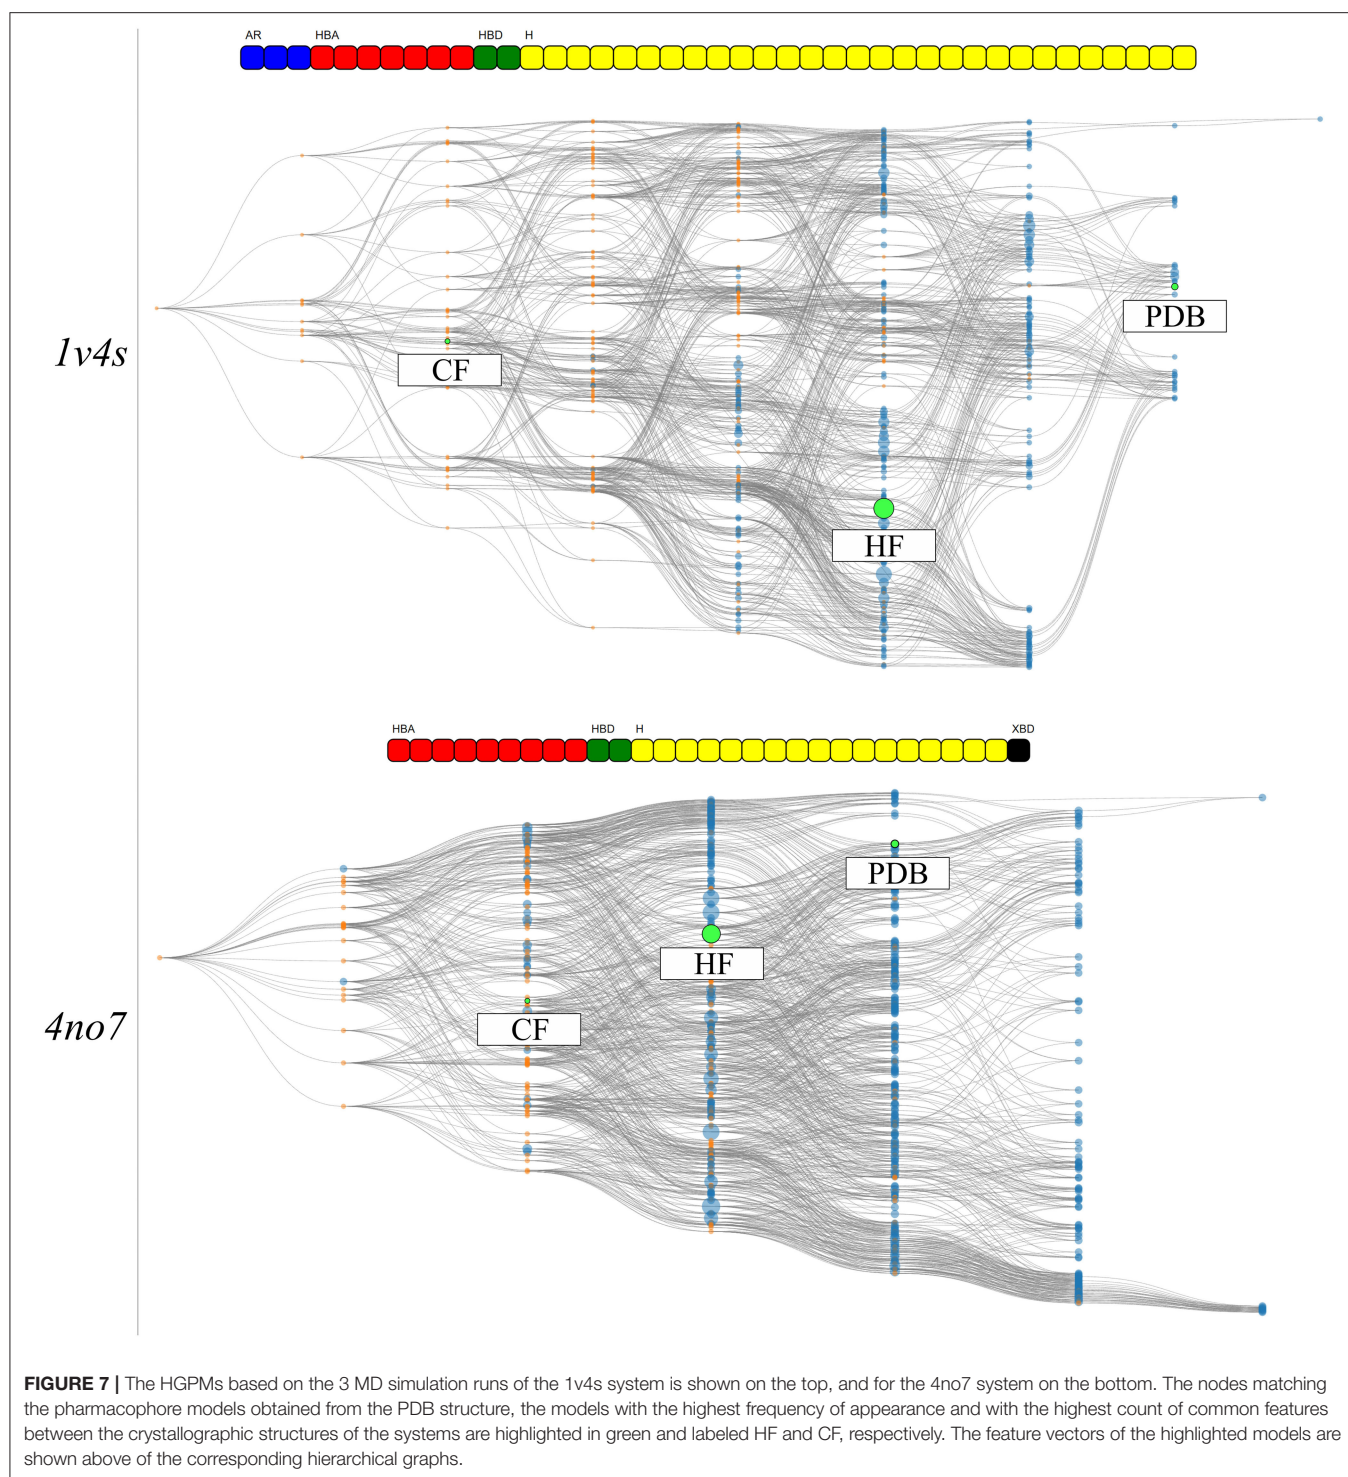 AR HBA HBD H
1v4s
CF
HF
PDB
HBA HBD H XBD
4no7
CF
HF
PDB
FIGURE 7 | The HGPMs based on the 3 MD simulation runs of the 1v4s system is shown on the top, and for the 4no7 system on the bottom. The nodes matching
the pharmacophore models obtained from the PDB structure, the models with the highest frequency of appearance and with the highest count of common features
between the crystallographic structures of the systems are highlighted in green and labeled HF and CF, respectively. The feature vectors of the highlighted models are
shown above of the corresponding hierarchical graphs.